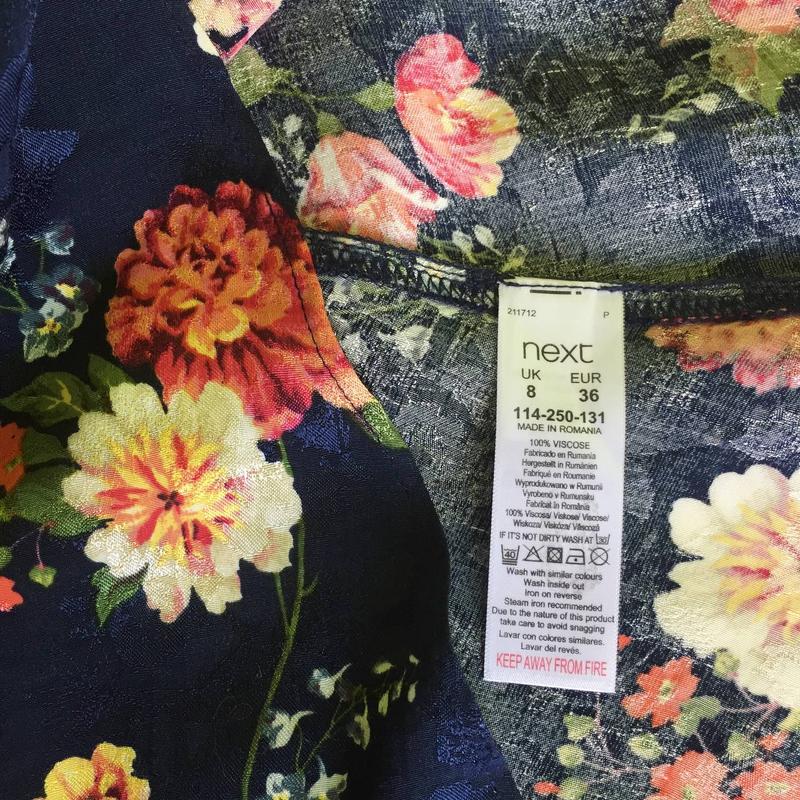 211712 P
next
UK EUR
8 36
114-250-131
MADE IN ROMANIA
100% VISCOSE
Fabricado en Rumania
Hergestellt in Rumänien
Fabriqué en Roumanie
Wyprodukowano w Rumunii
Vyrobeno v Rumunsku
Fabricat în România
100% Viscosa/ Viskose/ Viscose/
Wiskoza/ Viskóza/ Vâscoză
IF IT'S NOT DIRTY WASH AT 30
40
Wash with similar colours
Wash inside out
Iron on reverse
Steam iron recommended
Due to the nature of this product
take care to avoid snagging
Lavar con colores similares.
Lavar del revés.
KEEP AWAY FROM FIRE